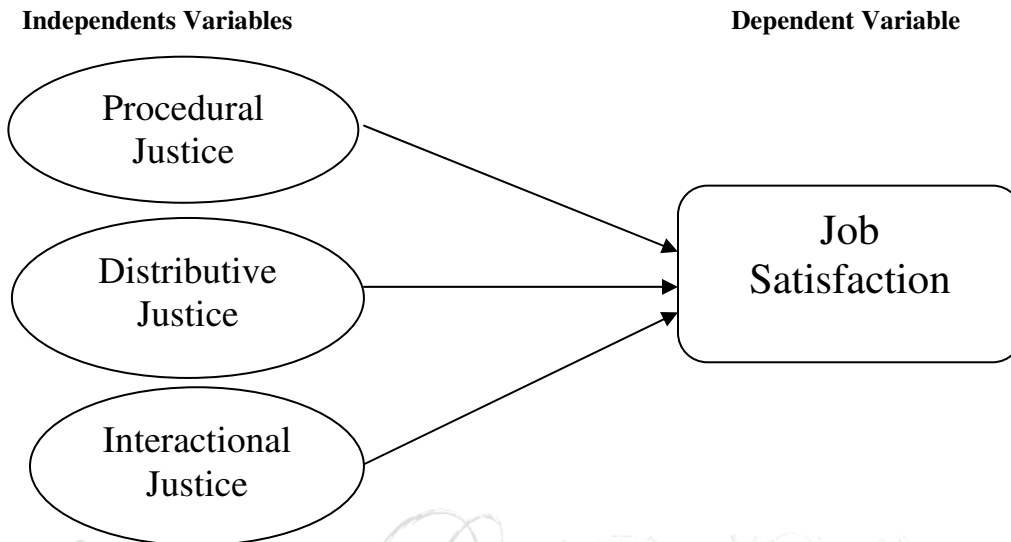 Independents Variables
Dependent Variable
Procedural
Justice
Distributive
Justice
Interactional
Justice
Job
Satisfaction